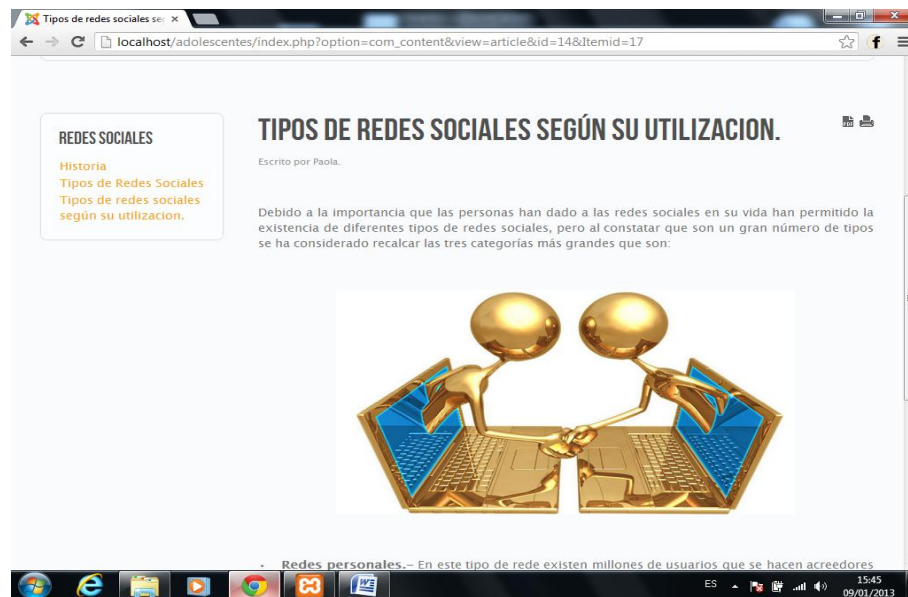 Tipos de redes sociales se
localhost/adolescentes/index.php?option=com_content&view=article&id=14&Itemid=17
REDES SOCIALES
Historia
Tipos de Redes Sociales
Tipos de redes sociales
según su utilizacion.
TIPOS DE REDES SOCIALES SEGÚN SU UTILIZACION.
Escrito por Paola.
Debido a la importancia que las personas han dado a las redes sociales en su vida han permitido la
existencia de diferentes tipos de redes sociales, pero al constatar que son un gran número de tipos
se ha considerado recalcar las tres categorías más grandes que son:
• Redes personales.– En este tipo de rede existen millones de usuarios que se hacen acreedores
ES
15:45
09/01/2013